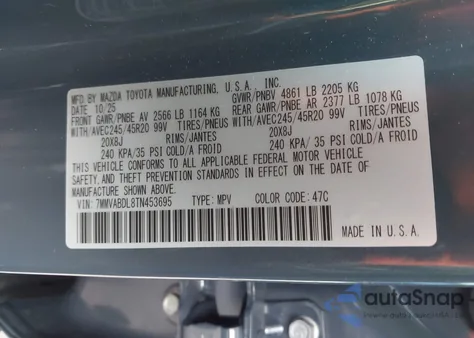 MFD. BY MAZDA TOYOTA MANUFACTURING, U.S.A., INC.
DATE: 10/25 GVWR/PNBV 4861 LB 2205 KG
FRONT GAWR/PNBE AV 2566 LB 1164 KG REAR GAWR/PNBE AR 2377 LB 1078 KG
WITH/AVEC245/45R20 99V TIRES/PNEUS WITH/AVEC245/45R20 99V TIRES/PNEUS
20X8J RIMS/JANTES 20X8J RIMS/JANTES
240 KPA/ 35 PSI COLD/A FROID 240 KPA/ 35 PSI COLD/A FROID
THIS VEHICLE CONFORMS TO ALL APPLICABLE FEDERAL MOTOR VEHICLE
SAFETY, AND THEFT PREVENTION STANDARDS IN EFFECT ON THE DATE OF
MANUFACTURE SHOWN ABOVE.
VIN: 7MMVABDL8TN453695 TYPE: MPV COLOR CODE: 47C
autoSnap